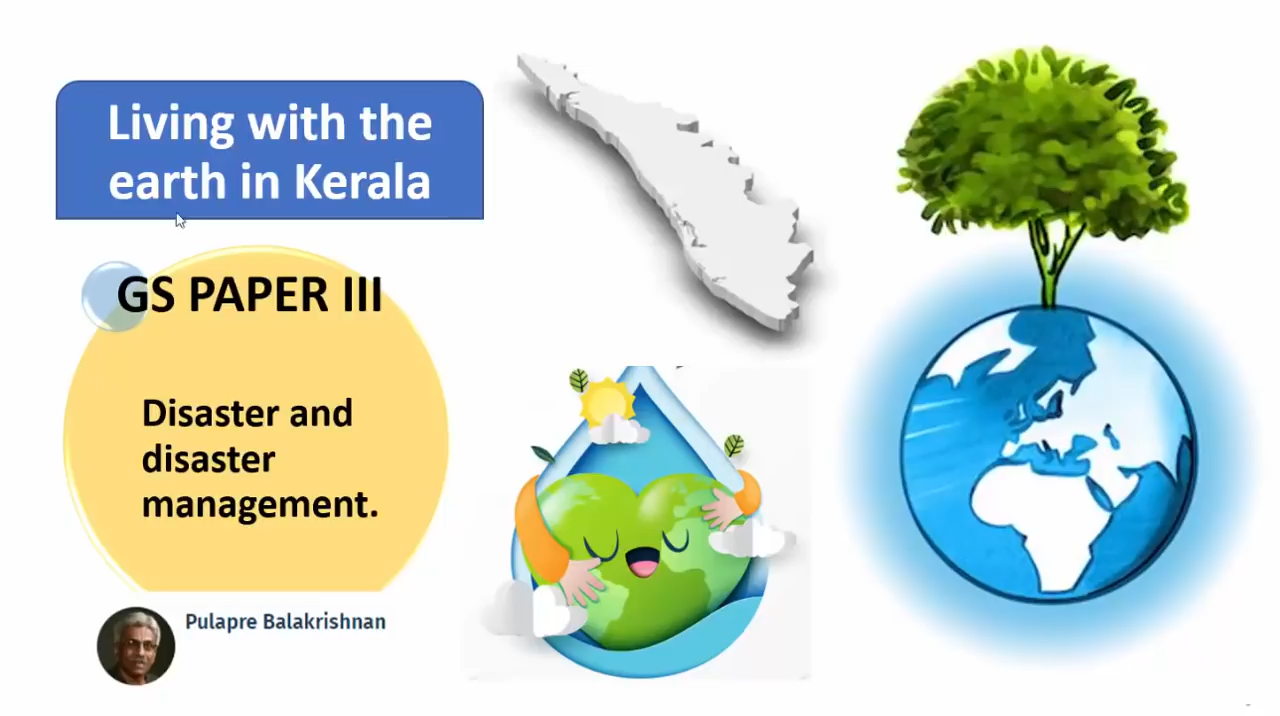 Living with the
earth in Kerala
GS PAPER III
Disaster and
disaster
management.
Pulapre Balakrishnan